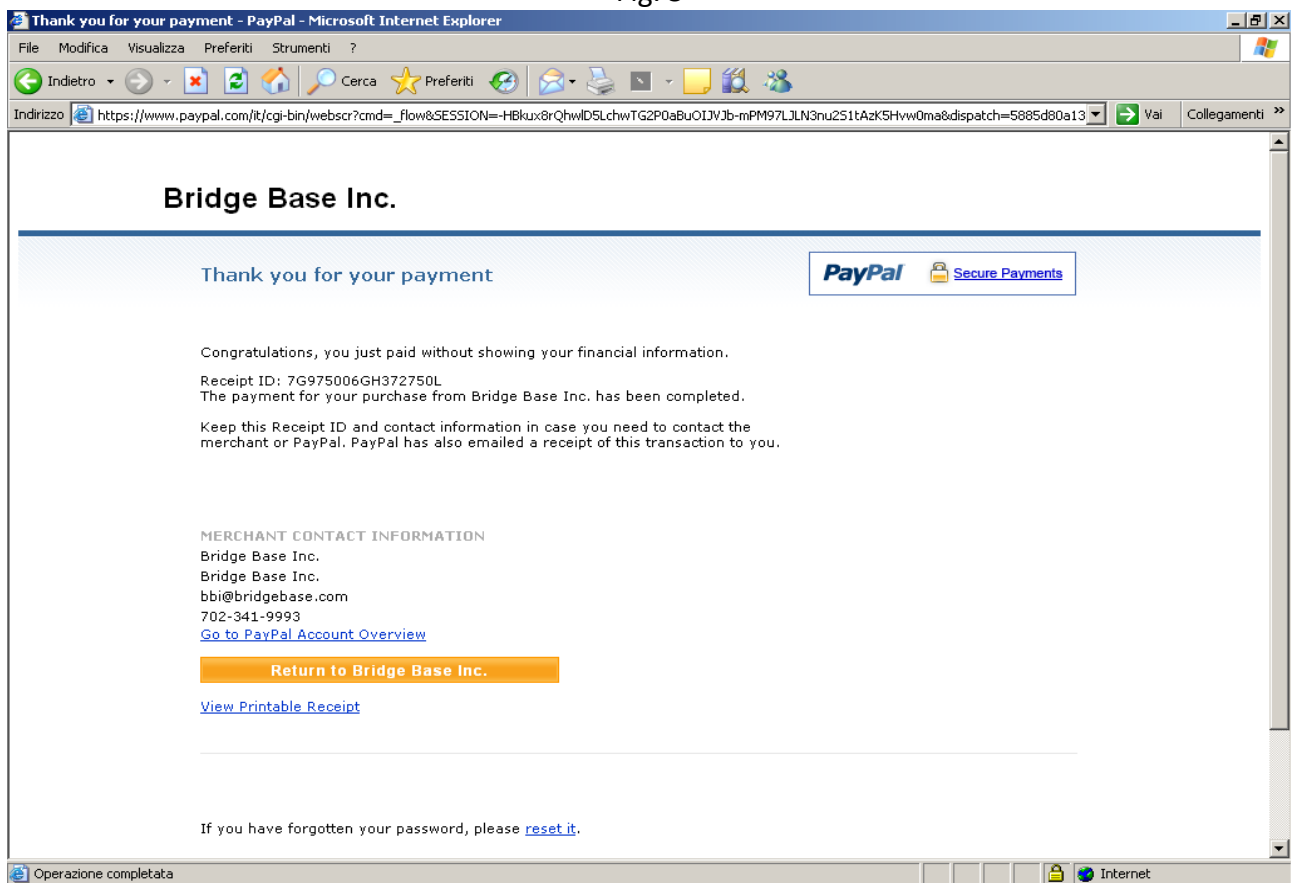 Thank you for your payment - PayPal - Microsoft Internet Explorer
File Modifica Visualizza Preferiti Strumenti ?
Indietro Cerca Preferiti
Indirizzo https://www.paypal.com/it/cgi-bin/webscr?cmd=_flow&SESSION=-HBkux8rQhwlD5LchwTG2P0aBuOIJVJb-mPM97LJLN3nu2S1tAzK5Hvw0ma&dispatch=5885d80a13 Vai Collegamenti »
Bridge Base Inc.
Thank you for your payment
PayPal Secure Payments
Congratulations, you just paid without showing your financial information.
Receipt ID: 7G975006GH372750L
The payment for your purchase from Bridge Base Inc. has been completed.
Keep this Receipt ID and contact information in case you need to contact the
merchant or PayPal. PayPal has also emailed a receipt of this transaction to you.
MERCHANT CONTACT INFORMATION
Bridge Base Inc.
Bridge Base Inc.
bbi@bridgebase.com
702-341-9993
Go to PayPal Account Overview
Return to Bridge Base Inc.
View Printable Receipt
If you have forgotten your password, please reset it.
Operazione completata Internet